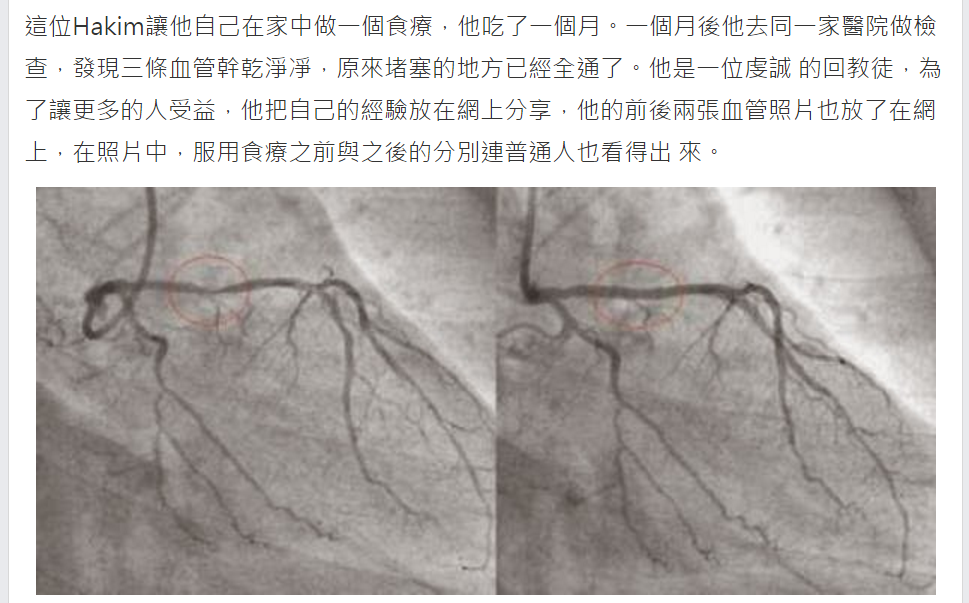 這位Hakim讓他自己在家中做一個食療，他吃了一個月。一個月後他去同一家醫院做檢
查，發現三條血管幹乾淨淨，原來堵塞的地方已經全通了。他是一位虔誠 的回教徒，為
了讓更多的人受益，他把自己的經驗放在網上分享，他的前後兩張血管照片也放了在網
上，在照片中，服用食療之前與之後的分別連普通人也看得出 來。